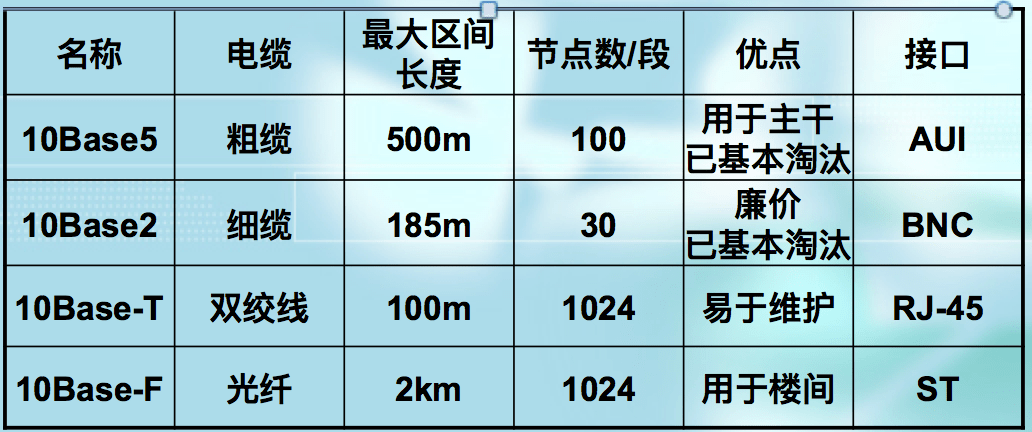 名称 电缆 最大区间长度 节点数/段 优点 接口
10Base5 粗缆 500m 100 用于主干 已基本淘汰 AUI
10Base2 细缆 185m 30 廉价 已基本淘汰 BNC
10Base-T 双绞线 100m 1024 易于维护 RJ-45
10Base-F 光纤 2km 1024 用于楼间 ST